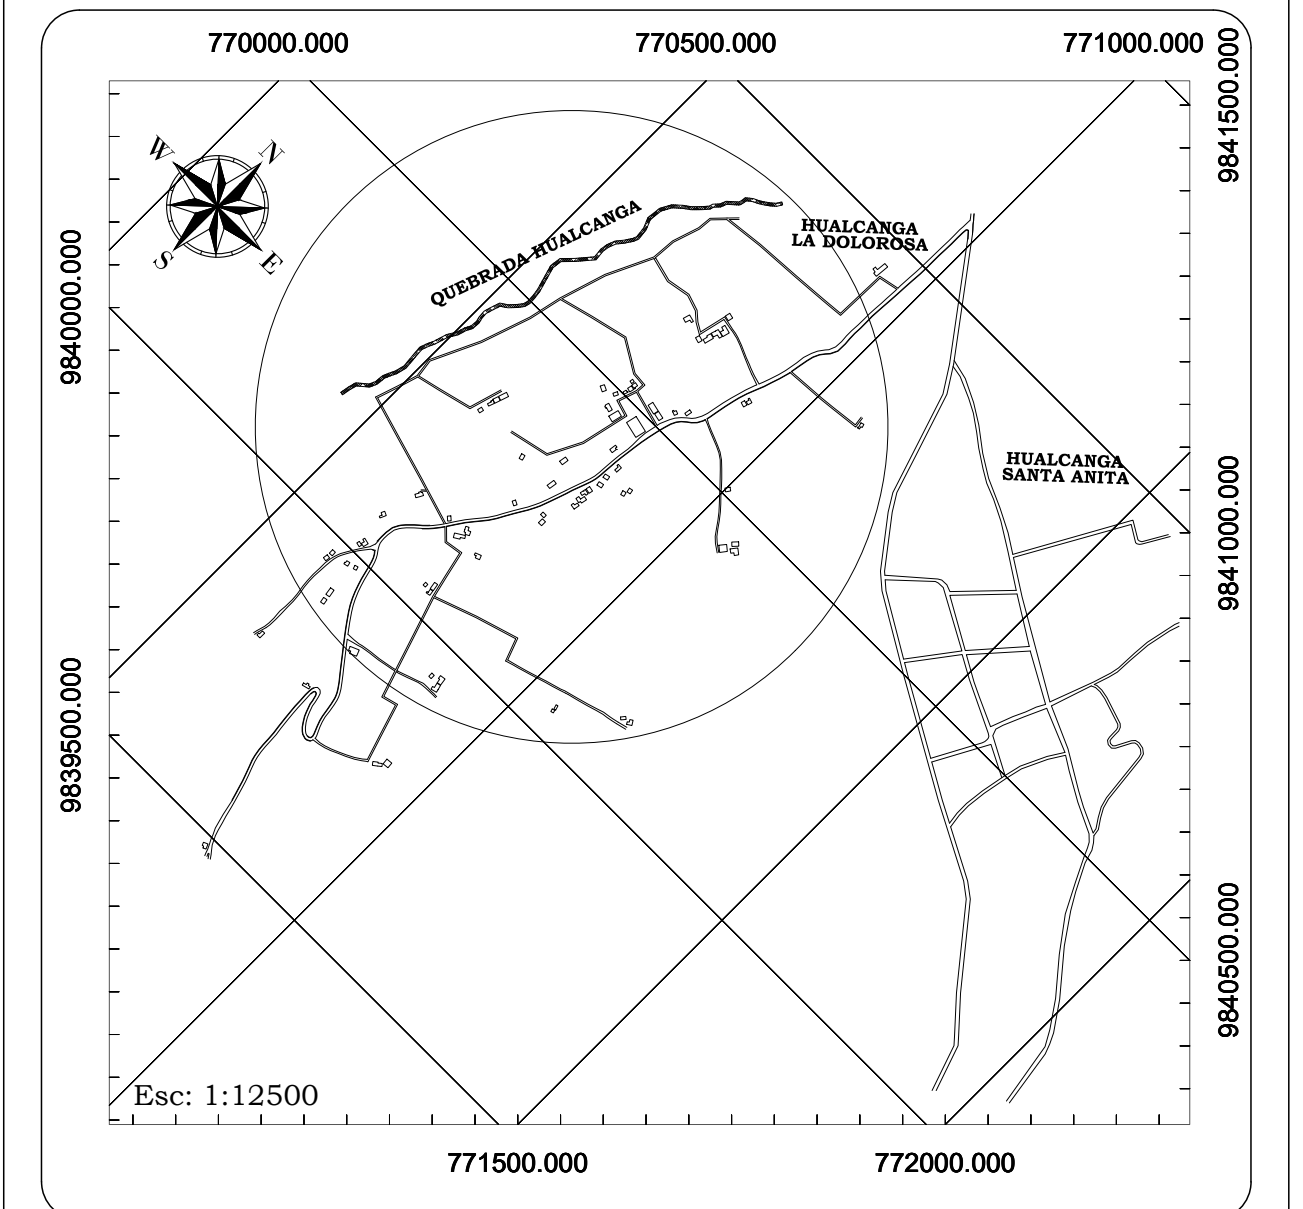 770000.000
770500.000
771000.000
9841500.000
W
N
S
E
QUEBRADA HUALCANGA
HUALCANGA
LA DOLOROSA
9840000.000
HUALCANGA
SANTA ANITA
9841000.000
9839500.000
9840500.000
Esc: 1:12500
771500.000
772000.000